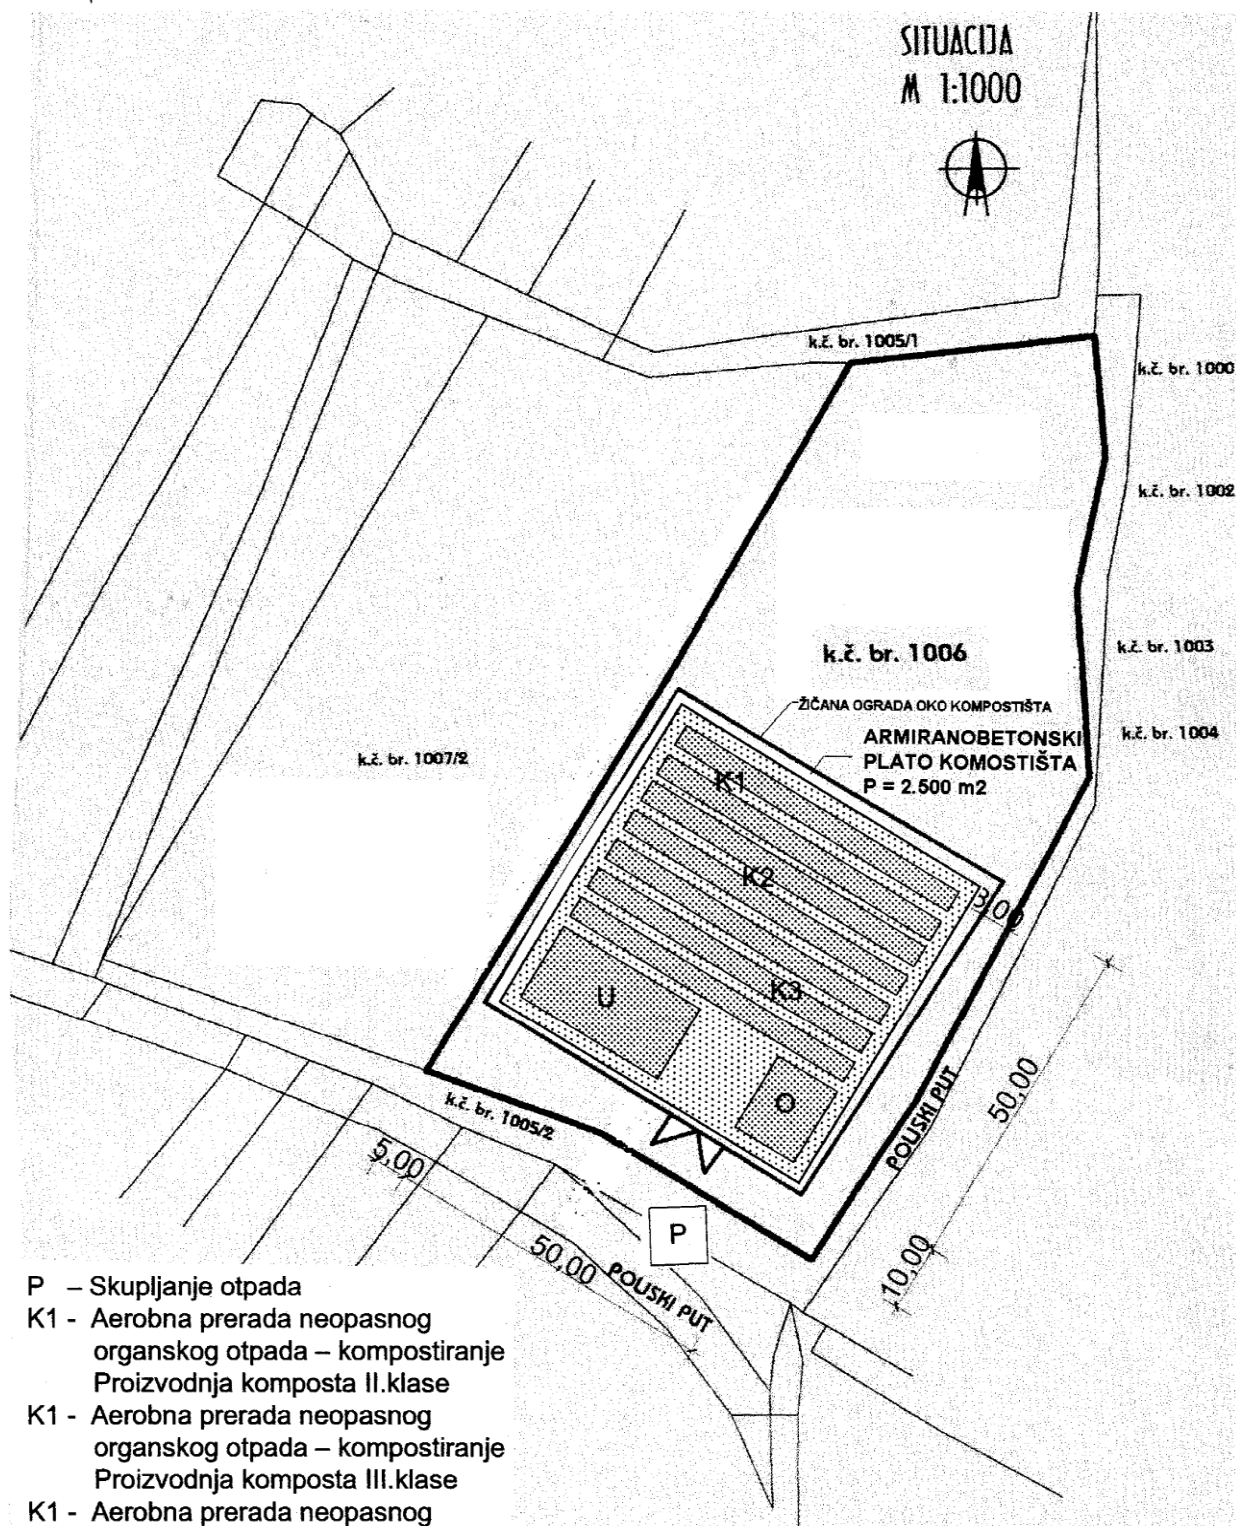 SITUACIJA
M 1:1000
k.č. br. 1005/1
k.č. br. 1000
k.č. br. 1002
k.č. br. 1006
k.č. br. 1003
ŽIČANA OGRADA OKO KOMPOSTIŠTA
ARMIRANOBETONSKI
PLATO KOMOSTIŠTA
P = 2.500 m2
k.č. br. 1004
k.č. br. 1007/2
K1
K2
3,00
K3
U
O
k.č. br. 1005/2
POLJSKI PUT
50,00
5,00
P
50,00
POLJSKI PUT
10,00
P – Skupljanje otpada
K1 - Aerobna prerada neopasnog
organskog otpada – kompostiranje
Proizvodnja komposta II.klase
K1 - Aerobna prerada neopasnog
organskog otpada – kompostiranje
Proizvodnja komposta III.klase
K1 - Aerobna prerada neopasnog